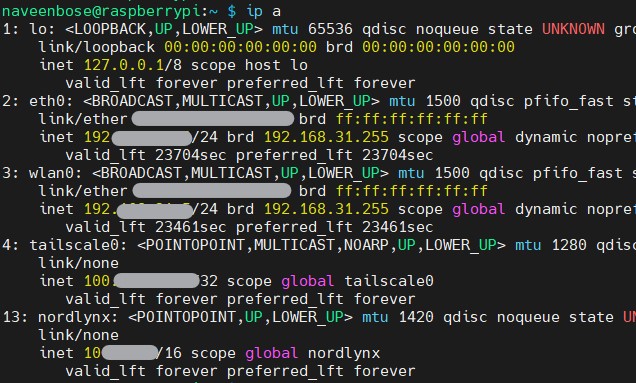 naveenbose@raspberrypi:~ $ ip a
1: lo: <LOOPBACK,UP,LOWER_UP> mtu 65536 qdisc noqueue state UNKNOWN gro
link/loopback 00:00:00:00:00:00 brd 00:00:00:00:00:00
inet 127.0.0.1/8 scope host lo
valid_lft forever preferred_lft forever
2: eth0: <BROADCAST,MULTICAST,UP,LOWER_UP> mtu 1500 qdisc pfifo_fast st
link/ether brd ff:ff:ff:ff:ff:ff
inet 192 /24 brd 192.168.31.255 scope global dynamic nopref
valid_lft 23704sec preferred_lft 23704sec
3: wlan0: <BROADCAST,MULTICAST,UP,LOWER_UP> mtu 1500 qdisc pfifo_fast s
link/ether brd ff:ff:ff:ff:ff:ff
inet 192. /24 brd 192.168.31.255 scope global dynamic nopref
valid_lft 23461sec preferred_lft 23461sec
4: tailscale0: <POINTOPOINT,MULTICAST,NOARP,UP,LOWER_UP> mtu 1280 qdisc
link/none
inet 100. 32 scope global tailscale0
valid_lft forever preferred_lft forever
13: nordlynx: <POINTOPOINT,UP,LOWER_UP> mtu 1420 qdisc noqueue state UN
link/none
inet 10 /16 scope global nordlynx
valid_lft forever preferred_lft forever